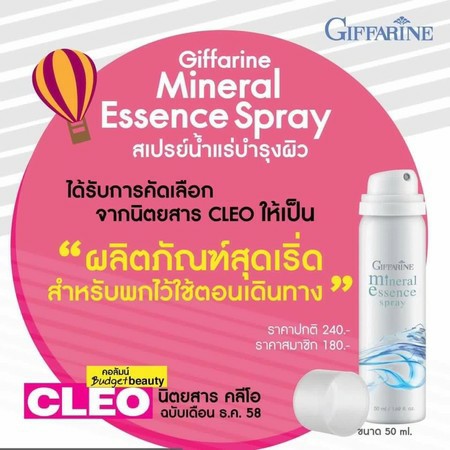 GIFFARINE
Giffarine
Mineral
Essence Spray
สเปรย์น้ำแร่บำรุงผิว
ได้รับการคัดเลือก
จากนิตยสาร CLEO ให้เป็น
“ ผลิตภัณฑ์สุดเริ่ด
สำหรับพกไว้ใช้ตอนเดินทาง ”
ราคาปกติ 240.-
ราคาสมาชิก 180.-
GIFFARINE
mineral
essence
spray
50 ml
คอลัมน์
Budget beauty
CLEO นิตยสาร คลีโอ
ฉบับเดือน ธ.ค. 58
ขนาด 50 ml.